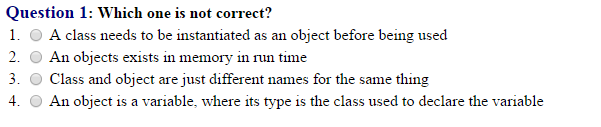 Question 1: Which one is not correct?
1. A class needs to be instantiated as an object before being used
2. An objects exists in memory in run time
3. Class and object are just different names for the same thing
4. An object is a variable, where its type is the class used to declare the variable